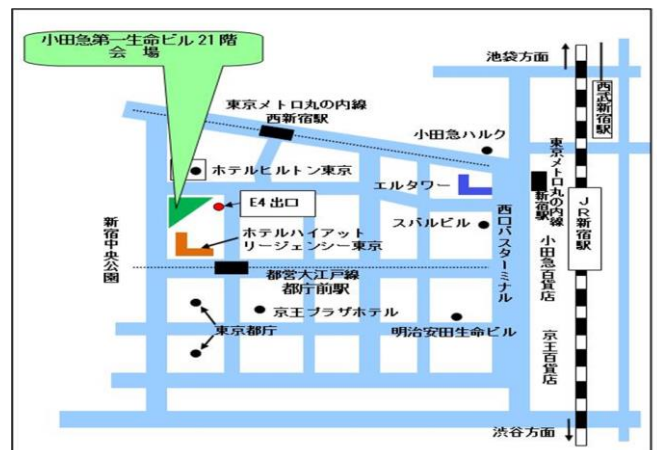 小田急第一生命ビル21階
会 場
池袋方面
西武新宿駅
東京メトロ丸の内線
西新宿駅
小田急ハルク
ホテルヒルトン東京
エルタワー
東京メトロ丸の内線
新宿駅
JR新宿駅
E4出口
スバルビル
新宿中央公園
ホテルハイアット
リージェンシー東京
西口バスターミナル
小田急百貨店
都営大江戸線
都庁前駅
京王プラザホテル
東京都庁
明治安田生命ビル
京王百貨店
渋谷方面